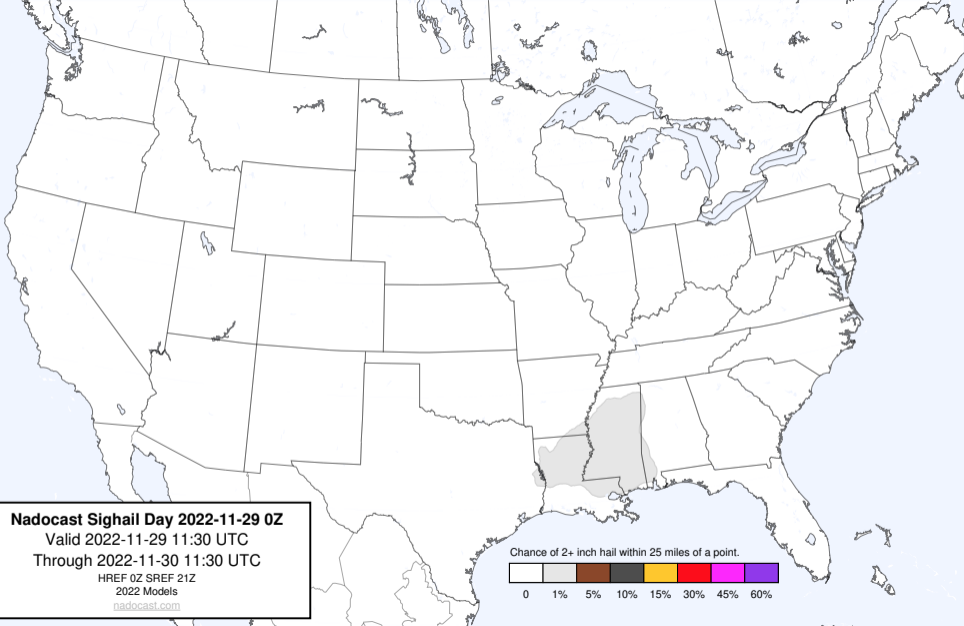 Nadocast Sighail Day 2022-11-29 0Z
Valid 2022-11-29 11:30 UTC
Through 2022-11-30 11:30 UTC
HREF 0Z SREF 21Z
2022 Models
nadocast.com
Chance of 2+ inch hail within 25 miles of a point.
0 1% 5% 10% 15% 30% 45% 60%